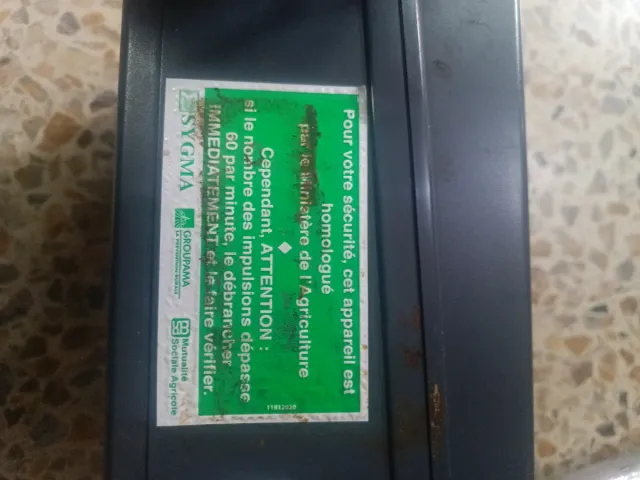 Pour votre sécurité, cet appareil est
homologué
par le Ministère de l'Agriculture
Cependant, ATTENTION :
si le nombre des impulsions dépasse
60 par minute, le débrancher
IMMEDIATEMENT et le faire vérifier.
SYGMA
GROUPAMA
Mutualité
Sociale Agricole